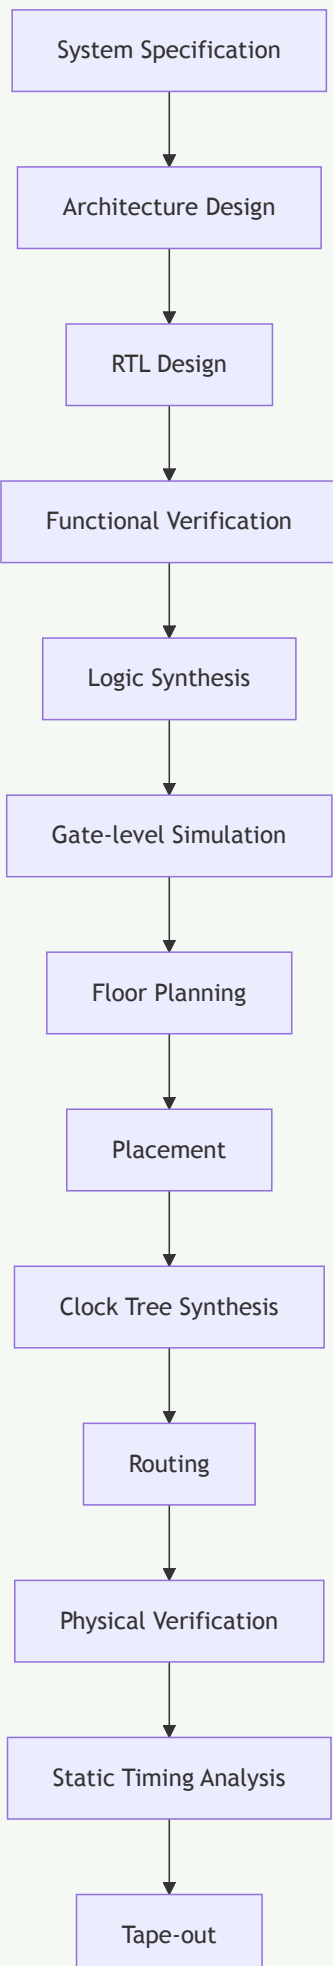 System Specification
Architecture Design
RTL Design
Functional Verification
Logic Synthesis
Gate-level Simulation
Floor Planning
Placement
Clock Tree Synthesis
Routing
Physical Verification
Static Timing Analysis
Tape-out